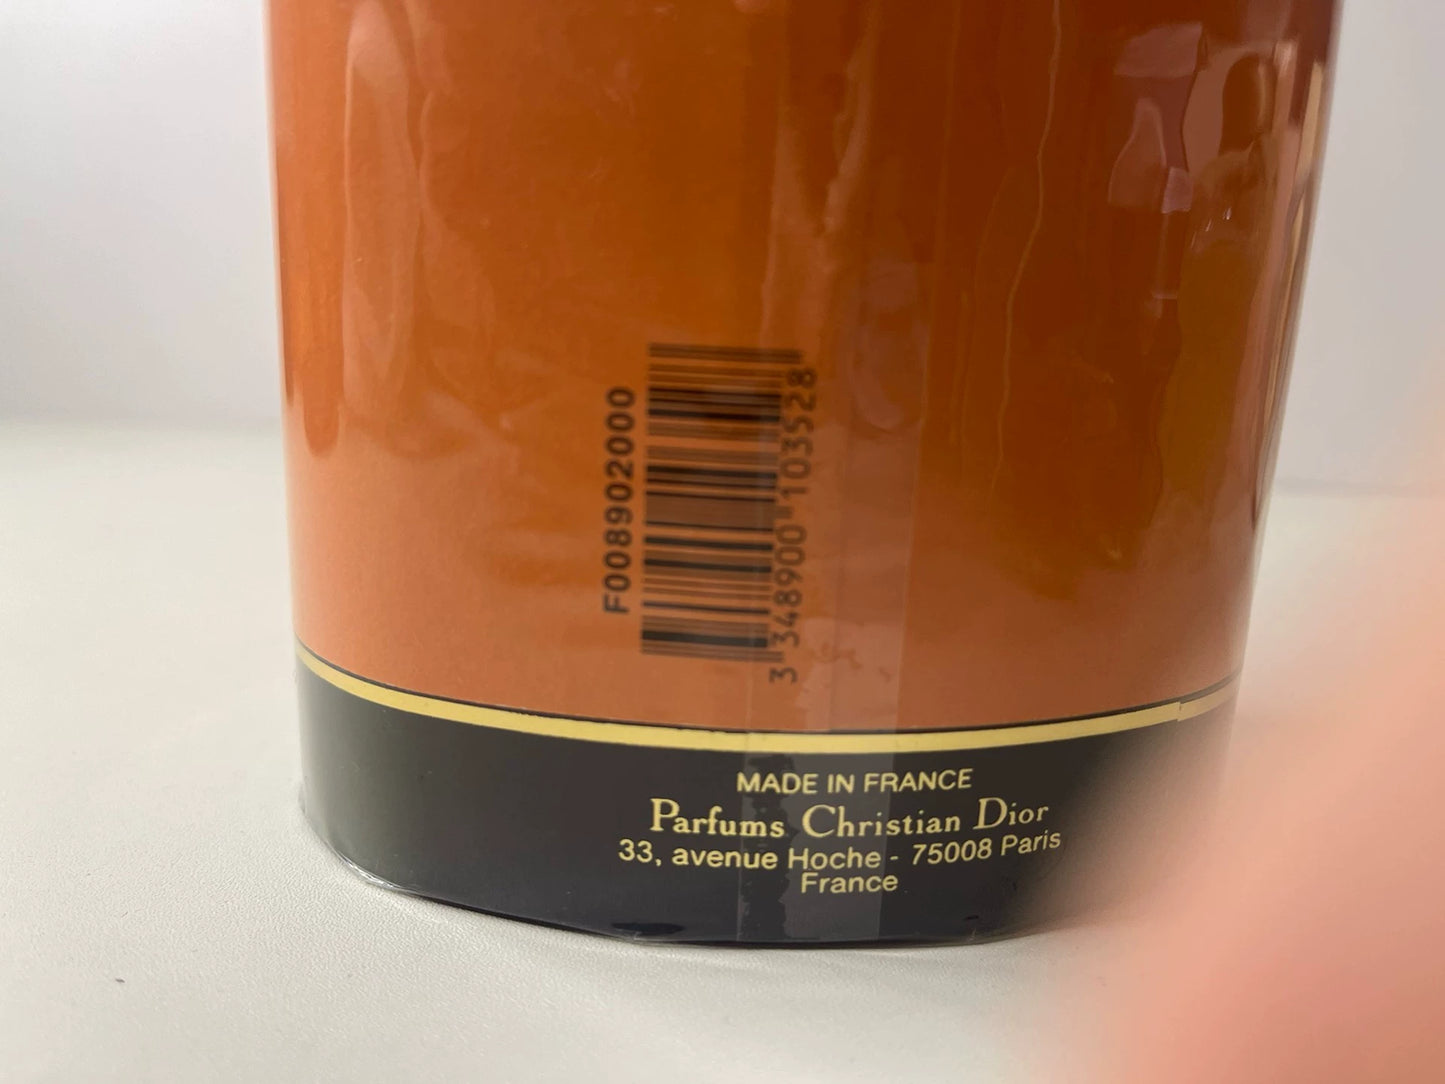 F008902000
3 348900 103528
MADE IN FRANCE
Parfums Christian Dior
33, avenue Hoche - 75008 Paris
France